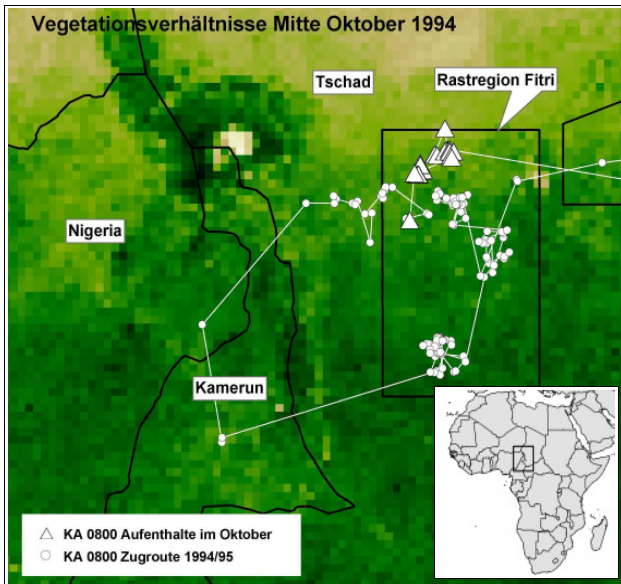 Vegetationsverhältnisse Mitte Oktober 1994
Tschad
Rastregion Fitri
Nigeria
Kamerun
KA 0800 Aufenthalte im Oktober
KA 0800 Zugroute 1994/95